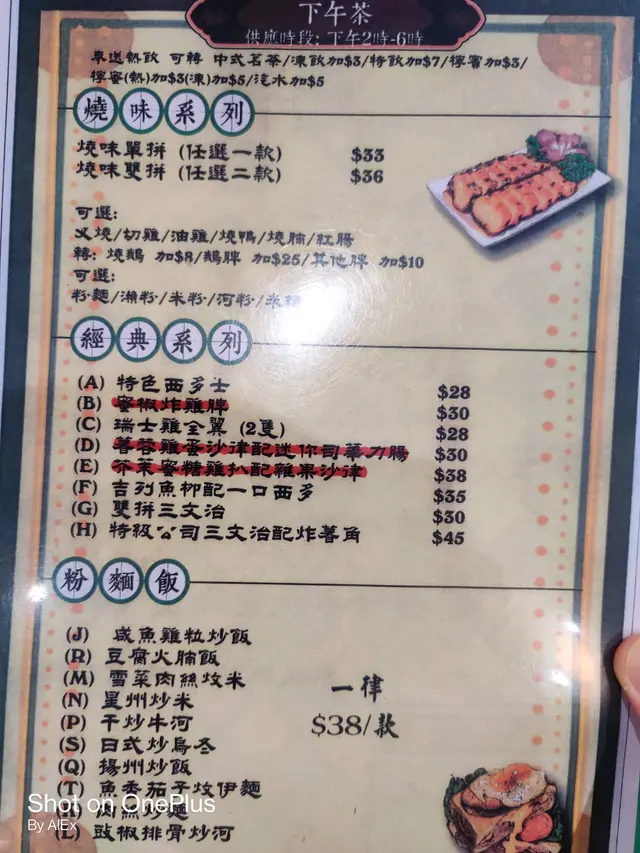 下午茶
供應時段: 下午2時-6時
來送熱飲 可轉 中式茗茶/凍飲加$3/特飲加$7/檸賓加$3/
檸蜜(熱)加$3(凍)加$5/汽水加$5
燒味系列
燒味單拼 (任選一款) $33
燒味雙拼 (任選二款) $36
可選:
叉燒/切雞/油雞/燒鴨/燒腩/紅腸
轉: 燒鵝 加$8/鵝脾 加$25/其他脾 加$10
可選:
粉麵/瀨粉/米粉/河粉/米
經典系列
(A) 特色西多士 $28
(B) 蜜椒炸雞脾 $30
(C) 瑞士雞全翼 (2隻) $28
(D) 薯蓉雞蛋沙律配迷你司華力腸 $30
(E) 芥茉蜜糖雞扒配雜果沙律 $38
(F) 吉列魚柳配一口西多 $35
(G) 雙拼三文治 $30
(H) 特級公司三文治配炸薯角 $45
粉麵飯
(J) 咸魚雞粒炒飯
(R) 豆腐火腩飯
(M) 雪菜肉絲炆米
(N) 星州炒米
(P) 干炒牛河
(S) 日式炒烏冬
(Q) 揚州炒飯
(T) 魚香茄子炆伊麵
肉絲炒麵
(L) 豉椒排骨炒河
一律
$38/款
Shot on OnePlus
By AlEx